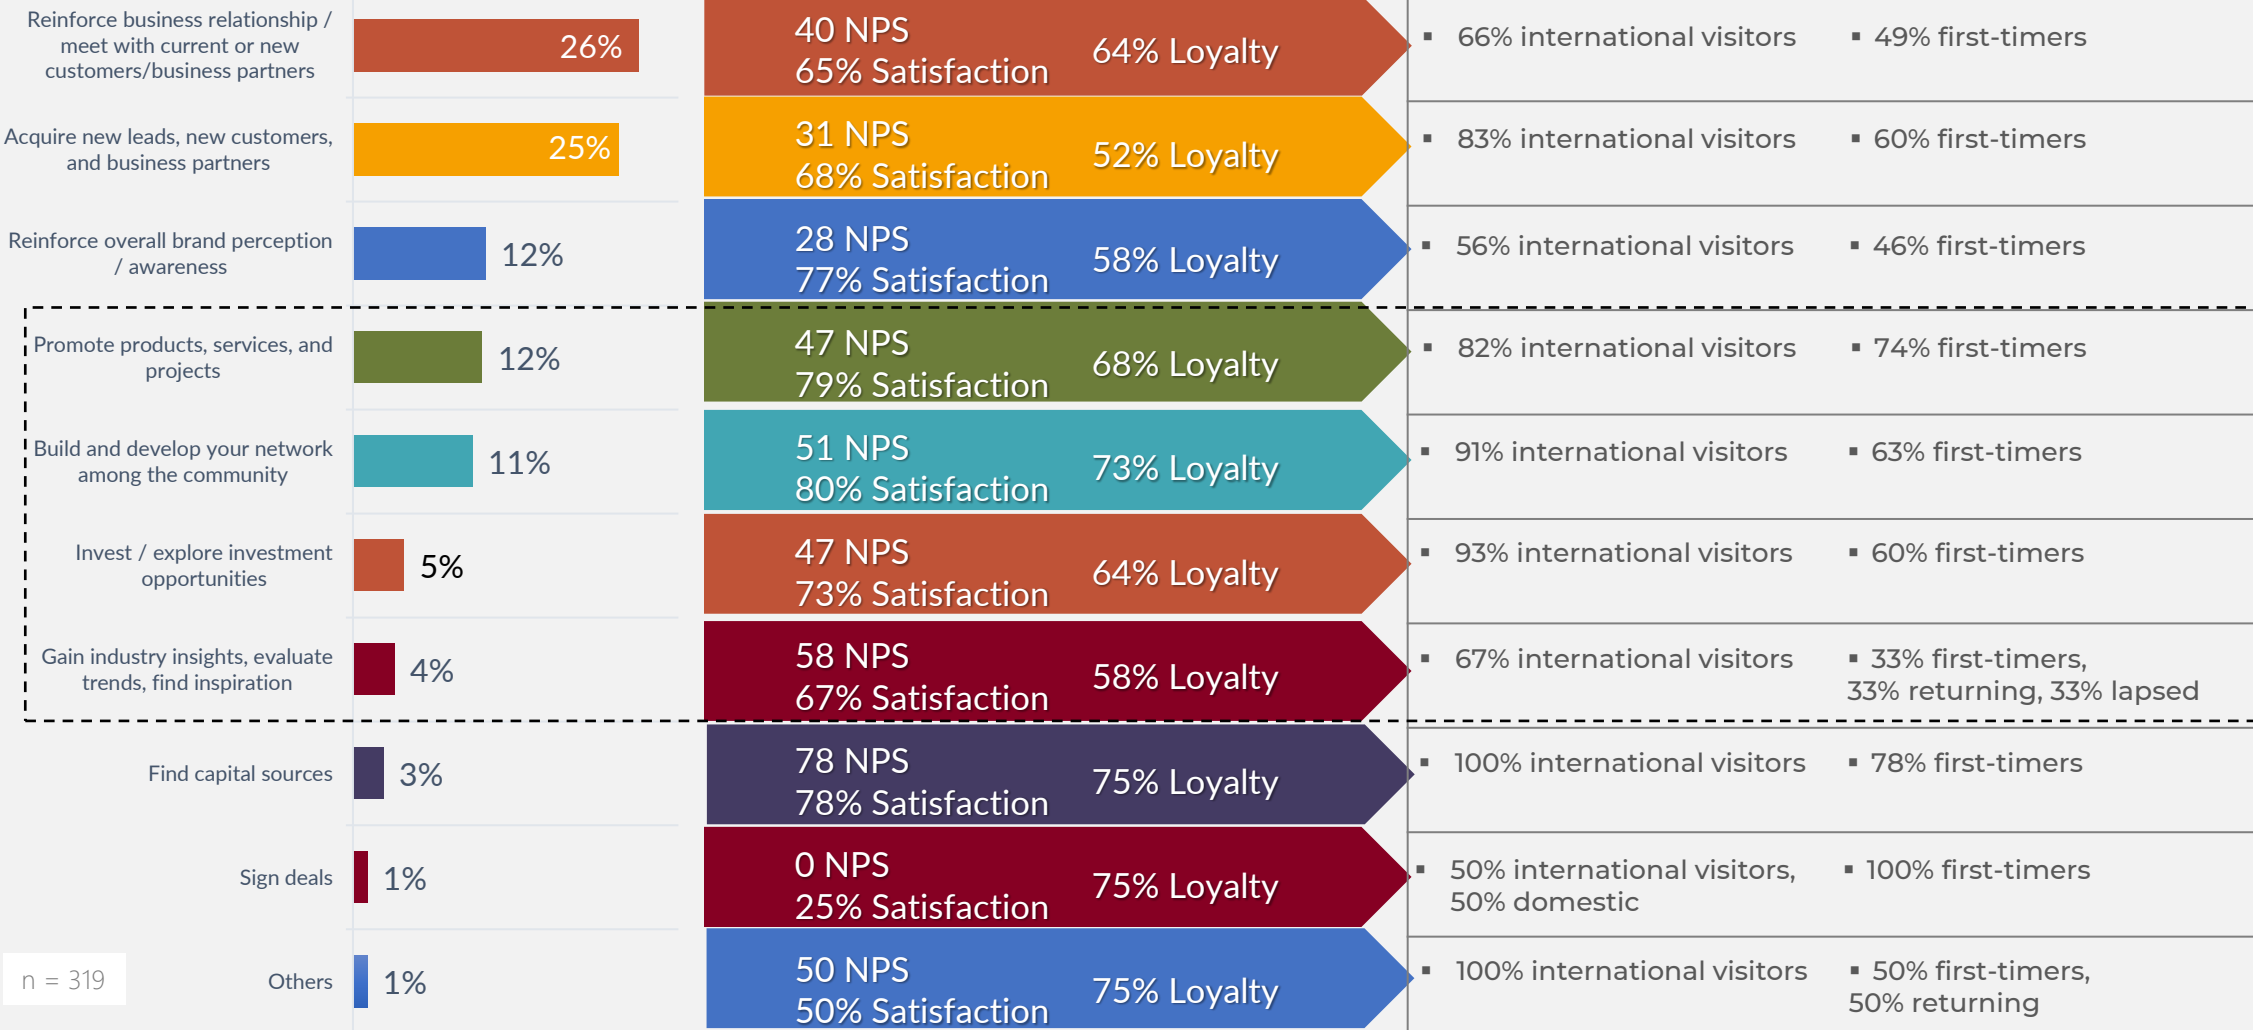 Reinforce business relationship /
meet with current or new
customers/business partners
26%
40 NPS
65% Satisfaction
64% Loyalty
▪ 66% international visitors
▪ 49% first-timers
Acquire new leads, new customers,
and business partners
25%
31 NPS
68% Satisfaction
52% Loyalty
▪ 83% international visitors
▪ 60% first-timers
Reinforce overall brand perception
/ awareness
12%
28 NPS
77% Satisfaction
58% Loyalty
▪ 56% international visitors
▪ 46% first-timers
Promote products, services, and
projects
12%
47 NPS
79% Satisfaction
68% Loyalty
▪ 82% international visitors
▪ 74% first-timers
Build and develop your network
among the community
11%
51 NPS
80% Satisfaction
73% Loyalty
▪ 91% international visitors
▪ 63% first-timers
Invest / explore investment
opportunities
5%
47 NPS
73% Satisfaction
64% Loyalty
▪ 93% international visitors
▪ 60% first-timers
Gain industry insights, evaluate
trends, find inspiration
4%
58 NPS
67% Satisfaction
58% Loyalty
▪ 67% international visitors
▪ 33% first-timers,
33% returning, 33% lapsed
Find capital sources
3%
78 NPS
78% Satisfaction
75% Loyalty
▪ 100% international visitors
▪ 78% first-timers
Sign deals
1%
0 NPS
25% Satisfaction
75% Loyalty
▪ 50% international visitors,
50% domestic
▪ 100% first-timers
n = 319
Others
1%
50 NPS
50% Satisfaction
75% Loyalty
▪ 100% international visitors
▪ 50% first-timers,
50% returning